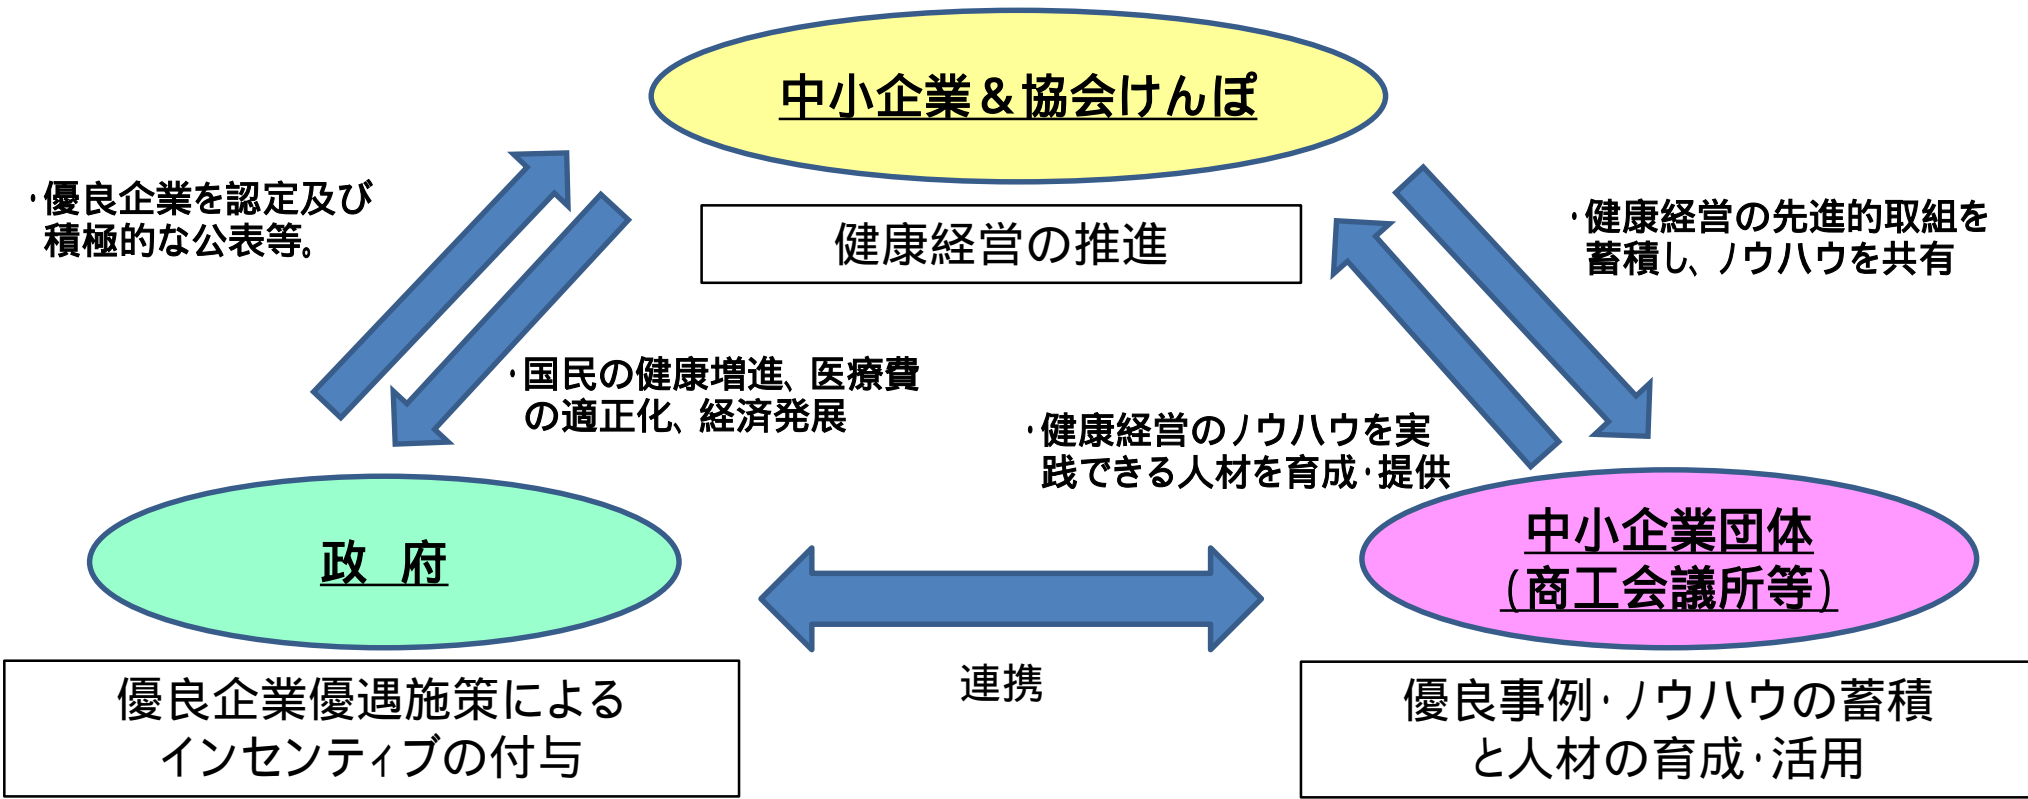 中小企業＆協会けんぽ
健康経営の推進
・優良企業を認定及び
積極的な公表等。
・健康経営の先進的取組を
蓄積し、ノウハウを共有
・国民の健康増進、医療費
の適正化、経済発展
・健康経営のノウハウを実
践できる人材を育成・提供
政　府
中小企業団体
(商工会議所等)
優良企業優遇施策による
インセンティブの付与
連携
優良事例・ノウハウの蓄積
と人材の育成・活用